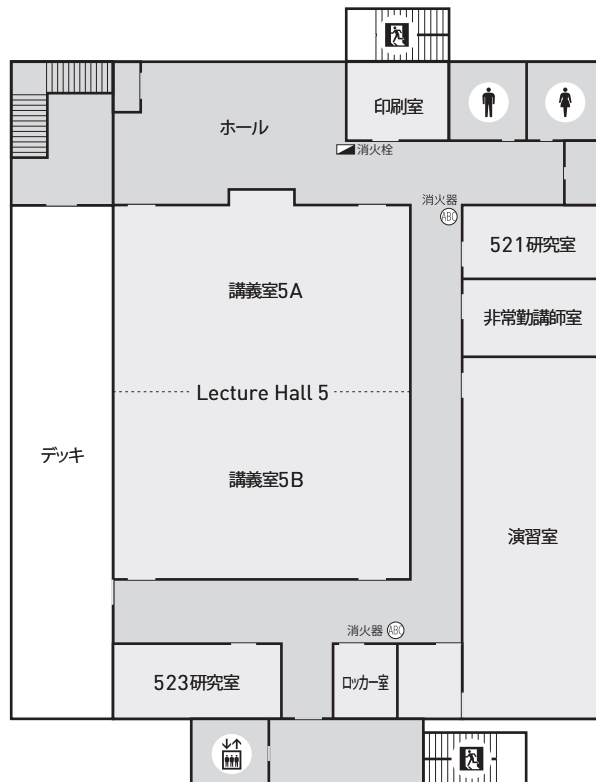 印刷室
ホール
消火栓
消火器
ABC
521研究室
講義室5A
非常勤講師室
Lecture Hall 5
デッキ
講義室5B
演習室
消火器
ABC
523研究室
ロッカー室